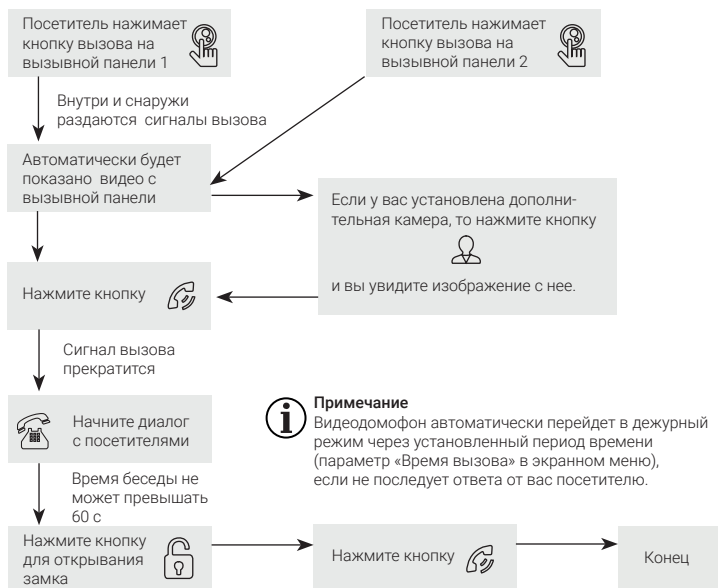 Посетитель нажимает
кнопку вызова на
вызывной панели 1
Посетитель нажимает
кнопку вызова на
вызывной панели 2
Внутри и снаружи
раздаются сигналы вызова
Автоматически будет
показано видео с
вызывной панели
Если у вас установлена дополни-
тельная камера, то нажмите кнопку
и вы увидите изображение с нее.
Нажмите кнопку
Сигнал вызова
прекратится
Начните диалог
с посетителями
Примечание
Видеодомофон автоматически перейдет в дежурный
режим через установленный период времени
(параметр «Время вызова» в экранном меню),
если не последует ответа от вас посетителю.
Время беседы не
может превышать
60 с
Нажмите кнопку
для открывания
замка
Нажмите кнопку
Конец